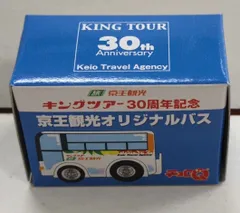 KING TOUR
30th
Anniversary
Keio Travel Agency
京王観光
キングツアー30周年記念
京王観光オリジナルバス